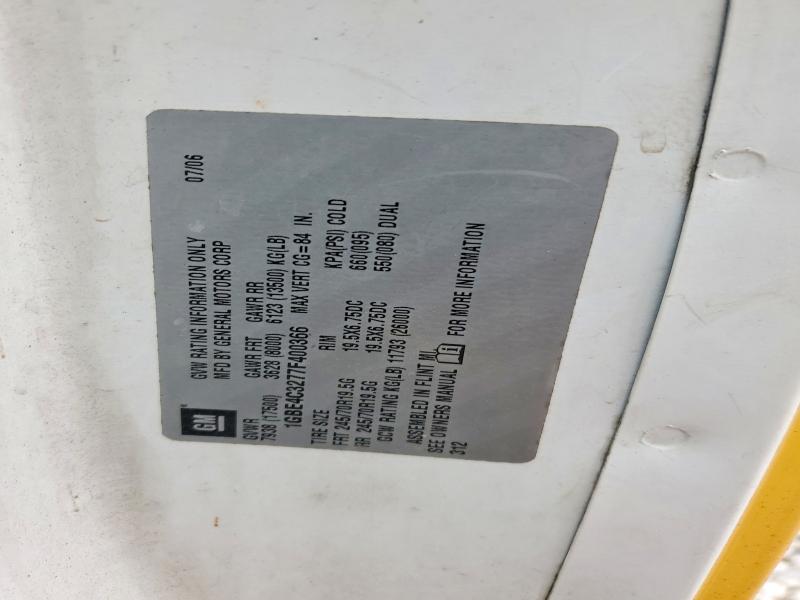 GM
GVW RATING INFORMATION ONLY 07/06
MFD BY GENERAL MOTORS CORP
GVWR GAWR FRT GAWR RR
7938 (17500) 3628 (8000) 6123 (13500) KG(LB)
1GBE4C3277F400366 MAX VERT CG=84 IN.
TIRE SIZE RIM KPA(PSI) COLD
FRT 245/70R19.5G 19.5X6.75DC 660(095)
RR 245/70R19.5G 19.5X6.75DC 550(080) DUAL
GCW RATING KG(LB) 11793 (26000)
ASSEMBLED IN FLINT MI.
SEE OWNERS MANUAL FOR MORE INFORMATION
312